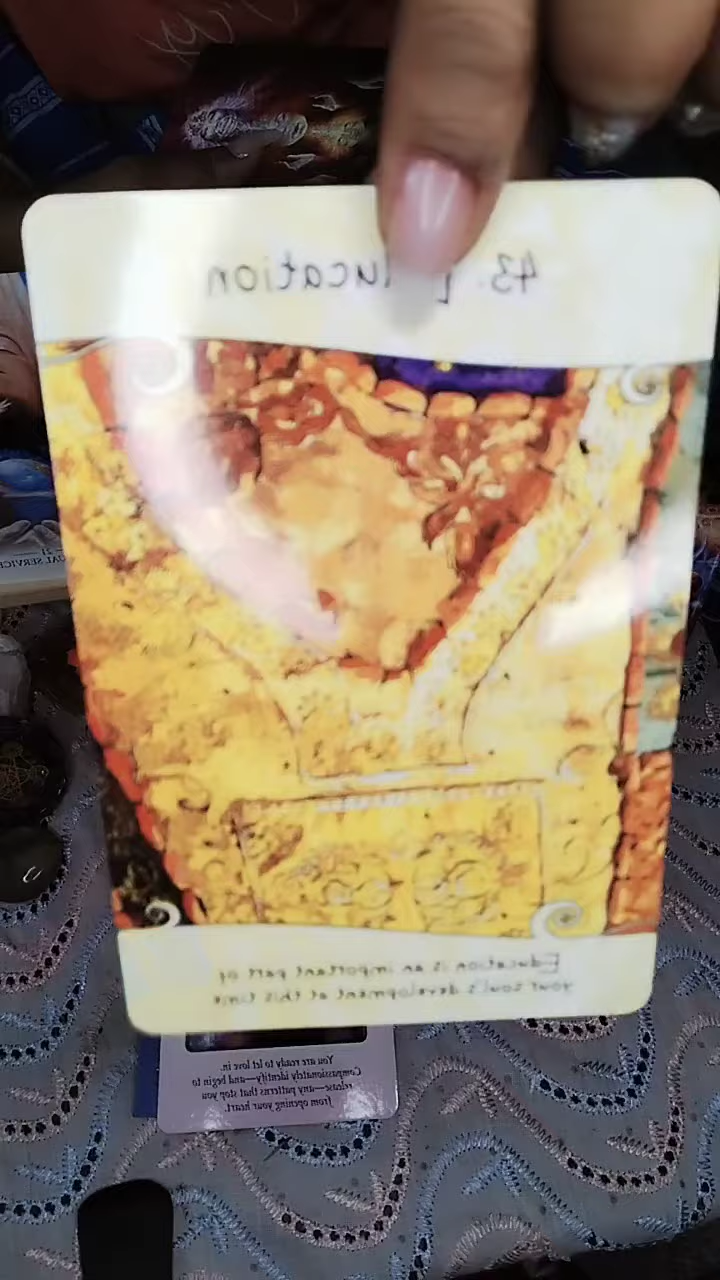 43. Education
Education is an important part of
your soul's development at this time
You are ready to let love in.
Compassionately identify—and begin to
release—any patterns that stop you
from opening your heart.
21